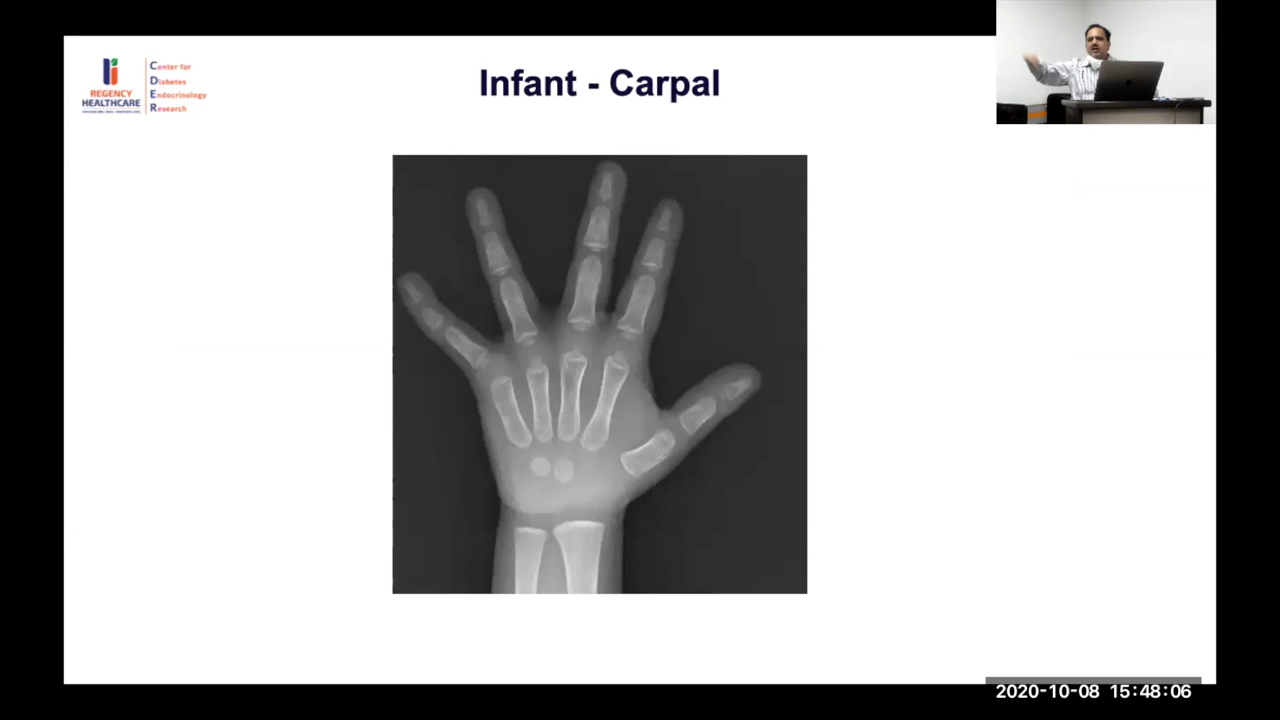 Infant - Carpal
REGENCY
HEALTHCARE
Center for
Diabetes
Endocrinology
Research
2020-10-08 15:48:06